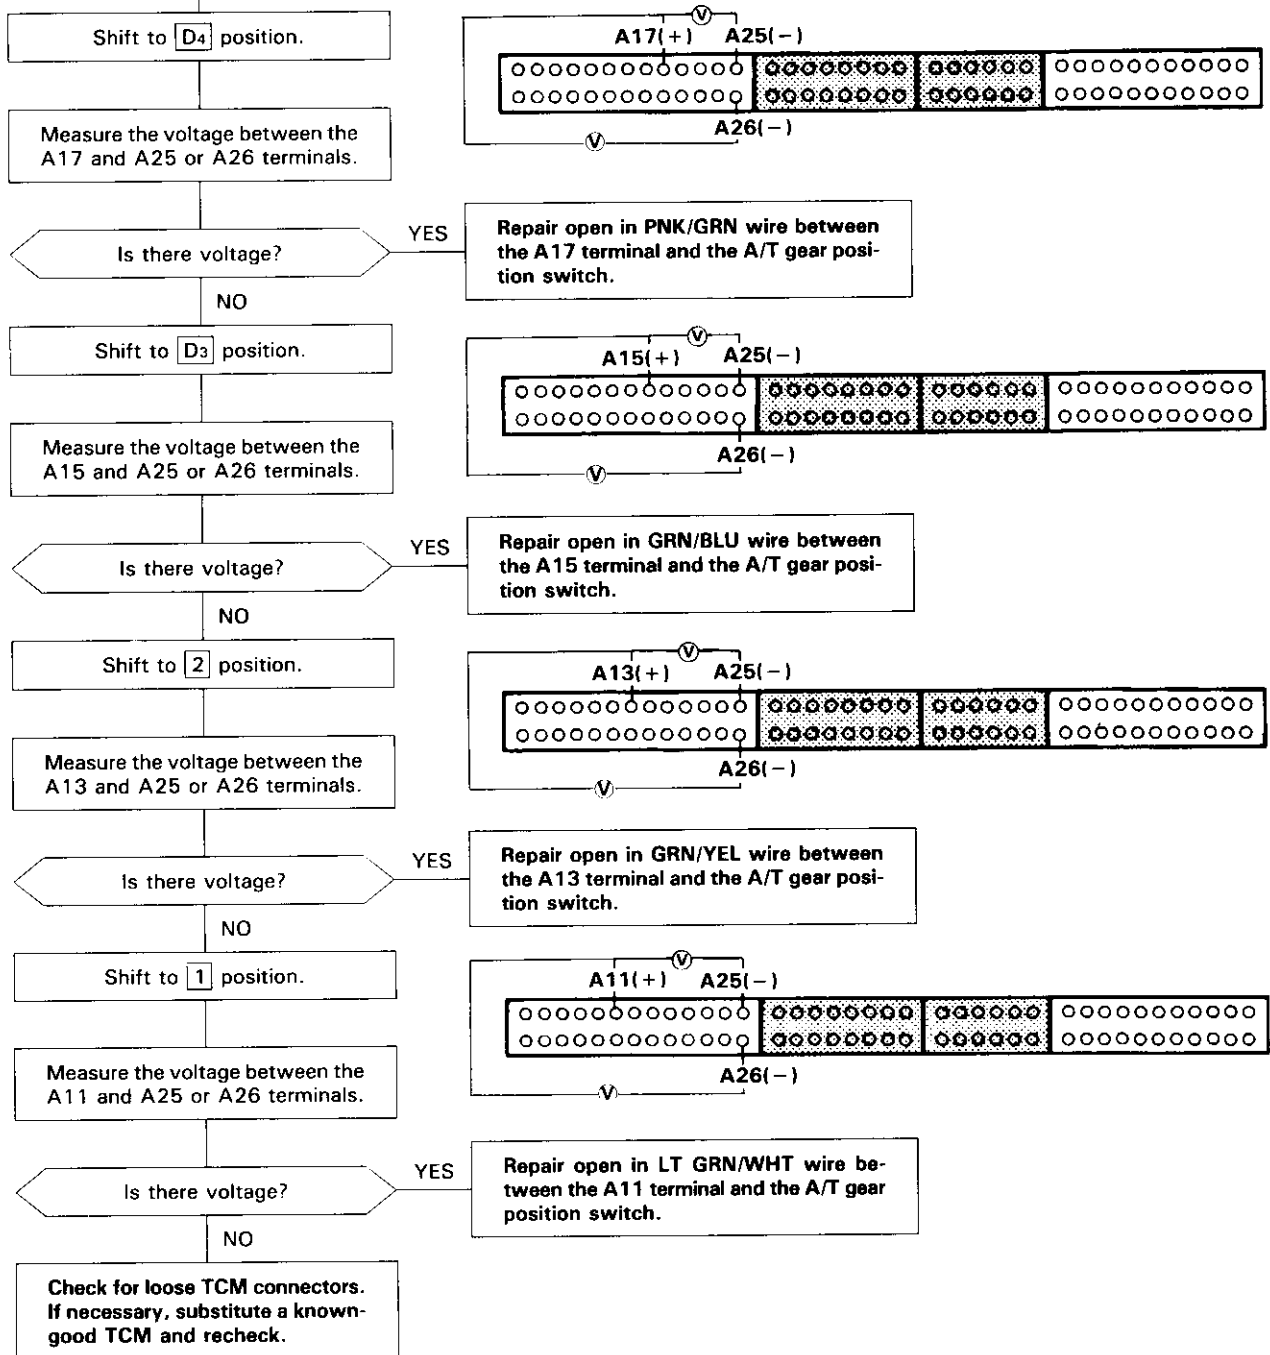 Shift to D4 position.
V
A17(+) A25(−)
A26(−)
V
Measure the voltage between the
A17 and A25 or A26 terminals.
Is there voltage?
YES
Repair open in PNK/GRN wire between
the A17 terminal and the A/T gear posi-
tion switch.
NO
Shift to D3 position.
V
A15(+) A25(−)
A26(−)
V
Measure the voltage between the
A15 and A25 or A26 terminals.
Is there voltage?
YES
Repair open in GRN/BLU wire between
the A15 terminal and the A/T gear posi-
tion switch.
NO
Shift to 2 position.
V
A13(+) A25(−)
A26(−)
V
Measure the voltage between the
A13 and A25 or A26 terminals.
Is there voltage?
YES
Repair open in GRN/YEL wire between
the A13 terminal and the A/T gear posi-
tion switch.
NO
Shift to 1 position.
V
A11(+) A25(−)
A26(−)
V
Measure the voltage between the
A11 and A25 or A26 terminals.
Is there voltage?
YES
Repair open in LT GRN/WHT wire be-
tween the A11 terminal and the A/T gear
position switch.
NO
Check for loose TCM connectors.
If necessary, substitute a known-
good TCM and recheck.